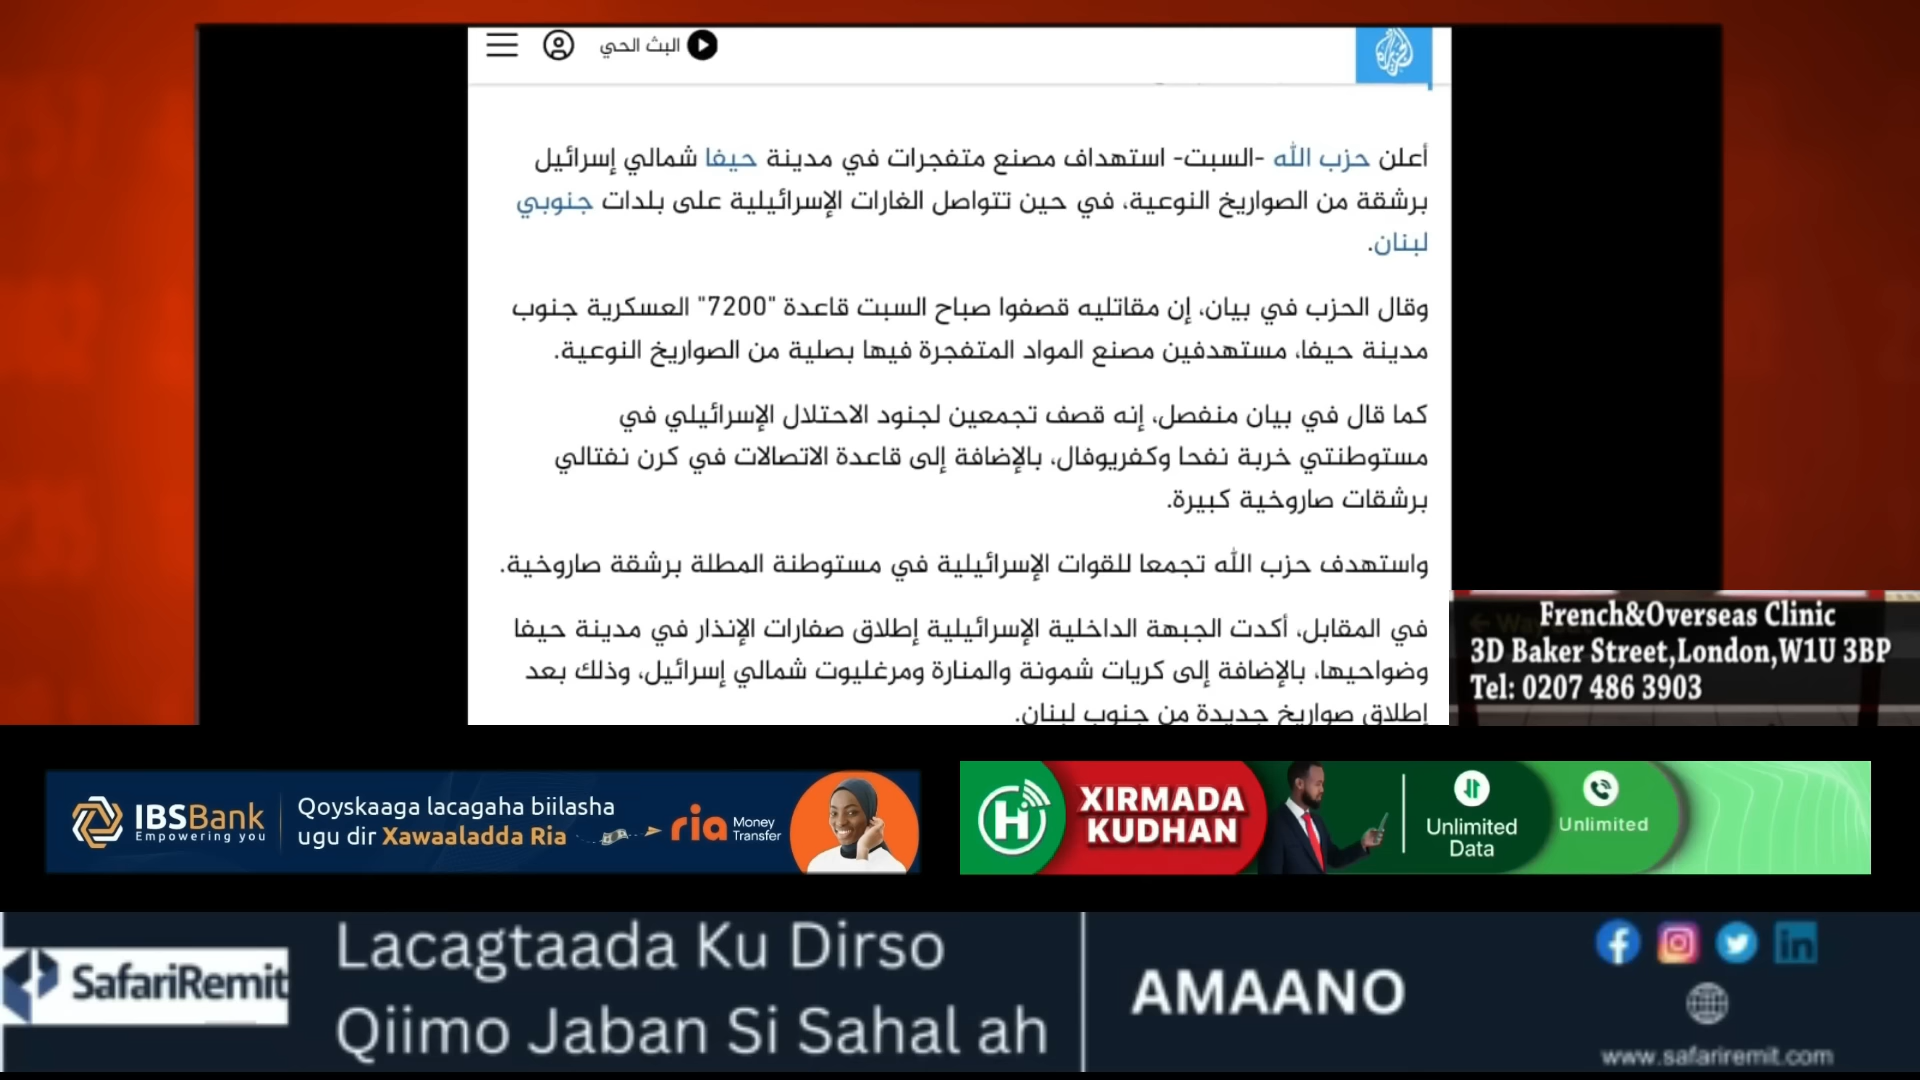 البث الحي
أعلن حزب الله -السبت- استهداف مصنع متفجرات في مدينة حيفا شمالي إسرائيل
برشقة من الصواريخ النوعية، في حين تتواصل الغارات الإسرائيلية على بلدات جنوبي
لبنان.
وقال الحزب في بيان، إن مقاتليه قصفوا صباح السبت قاعدة "7200" العسكرية جنوب
مدينة حيفا، مستهدفين مصنع المواد المتفجرة فيها بصلية من الصواريخ النوعية.
كما قال في بيان منفصل، إنه قصف تجمعين لجنود الاحتلال الإسرائيلي في
مستوطنتي خربة نفحا وكفريوفال، بالإضافة إلى قاعدة الاتصالات في كرن نفتالي
برشقات صاروخية كبيرة.
واستهدف حزب الله تجمعا للقوات الإسرائيلية في مستوطنة المطلة برشقة صاروخية.
في المقابل، أكدت الجبهة الداخلية الإسرائيلية إطلاق صفارات الإنذار في مدينة حيفا
وضواحيها، بالإضافة إلى كريات شمونة والمنارة ومرغليوت شمالي إسرائيل، وذلك بعد
إطلاق صواريخ جديدة من جنوب لبنان.
French&Overseas Clinic
3D Baker Street,London,W1U 3BP
Tel: 0207 486 3903
IBSBank
Empowering you
Qoyskaaga lacagaha biilasha
ugu dir Xawaaladda Ria
ria Money
Transfer
H
XIRMADA
KUDHAN
Unlimited
Data
Unlimited
SafariRemit
Lacagtaada Ku Dirso
Qiimo Jaban Si Sahal ah
AMAANO
www.safariremit.com